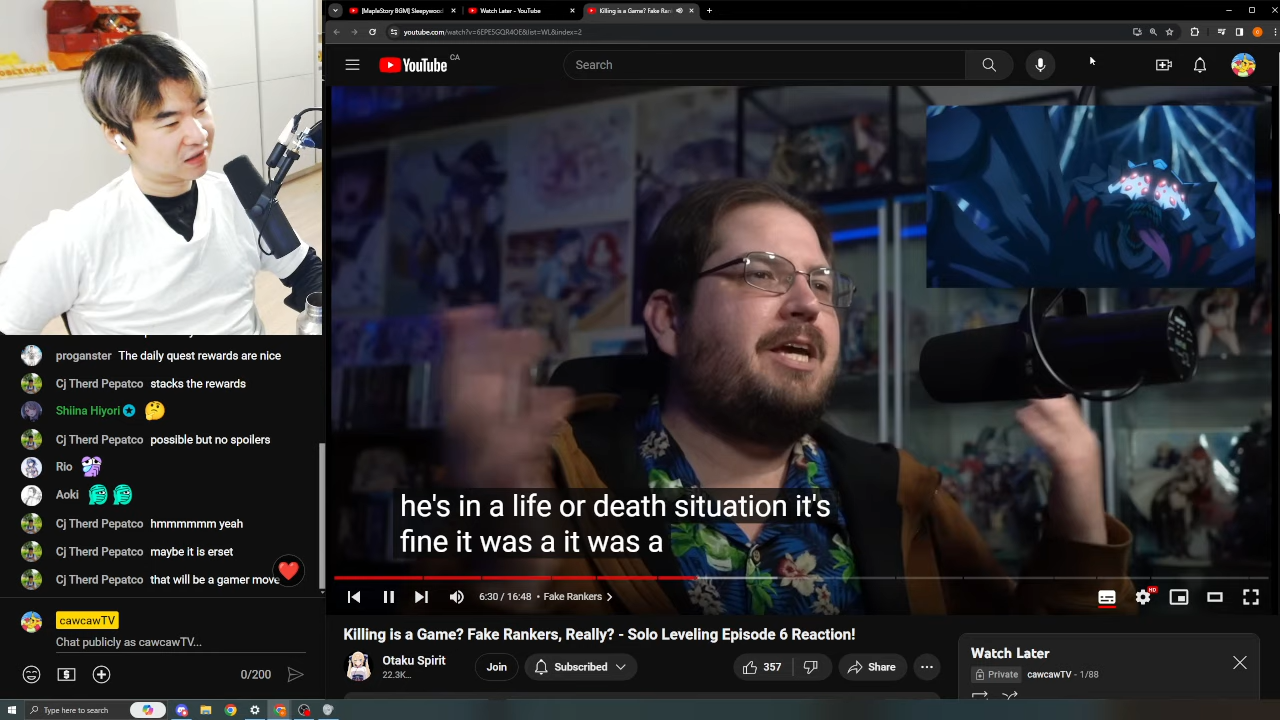 [MapleStory BGM] Sleepywood
Watch Later - YouTube
Killing is a Game? Fake Ran
youtube.com/watch?v=6EPE5GQR4OE&list=WL&index=2
YouTube CA
Search
proganster The daily quest rewards are nice
Cj Therd Pepatco stacks the rewards
Shiina Hiyori
Cj Therd Pepatco possible but no spoilers
Rio
Aoki
Cj Therd Pepatco hmmmmmm yeah
Cj Therd Pepatco maybe it is erset
Cj Therd Pepatco that will be a gamer move
cawcawTV
Chat publicly as cawcawTV...
0/200
he's in a life or death situation it's
fine it was a it was a
6:30 / 16:48 • Fake Rankers
HD
Killing is a Game? Fake Rankers, Really? - Solo Leveling Episode 6 Reaction!
Otaku Spirit
22.3K...
Join
Subscribed
357
Share
Watch Later
Private cawcawTV - 1/88
Type here to search